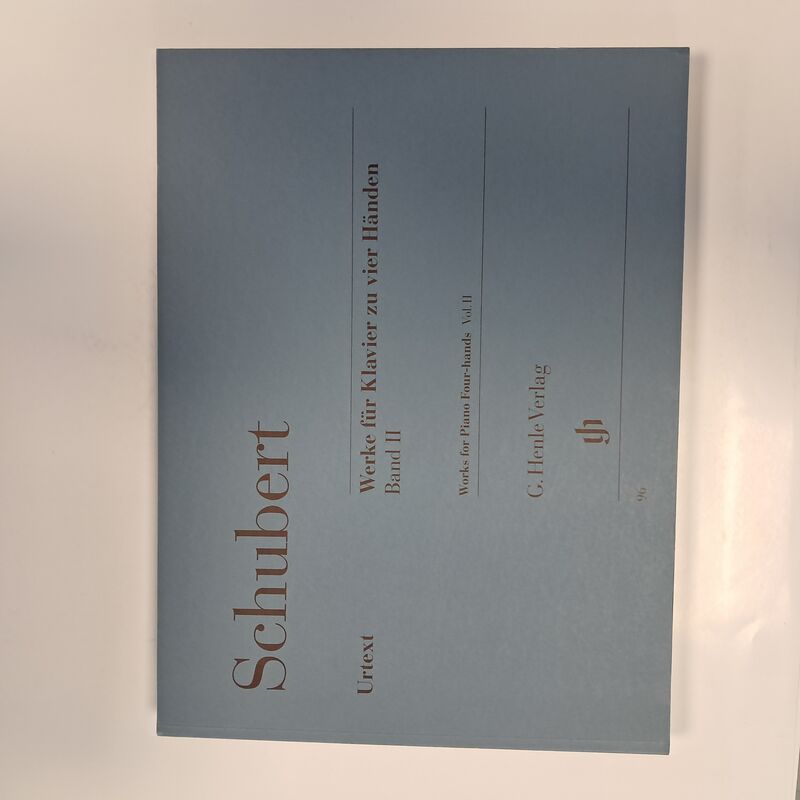 Schubert
Urtext
Werke für Klavier zu vier Händen
Band II
Works for Piano Four-hands Vol. II
G. Henle Verlag
96